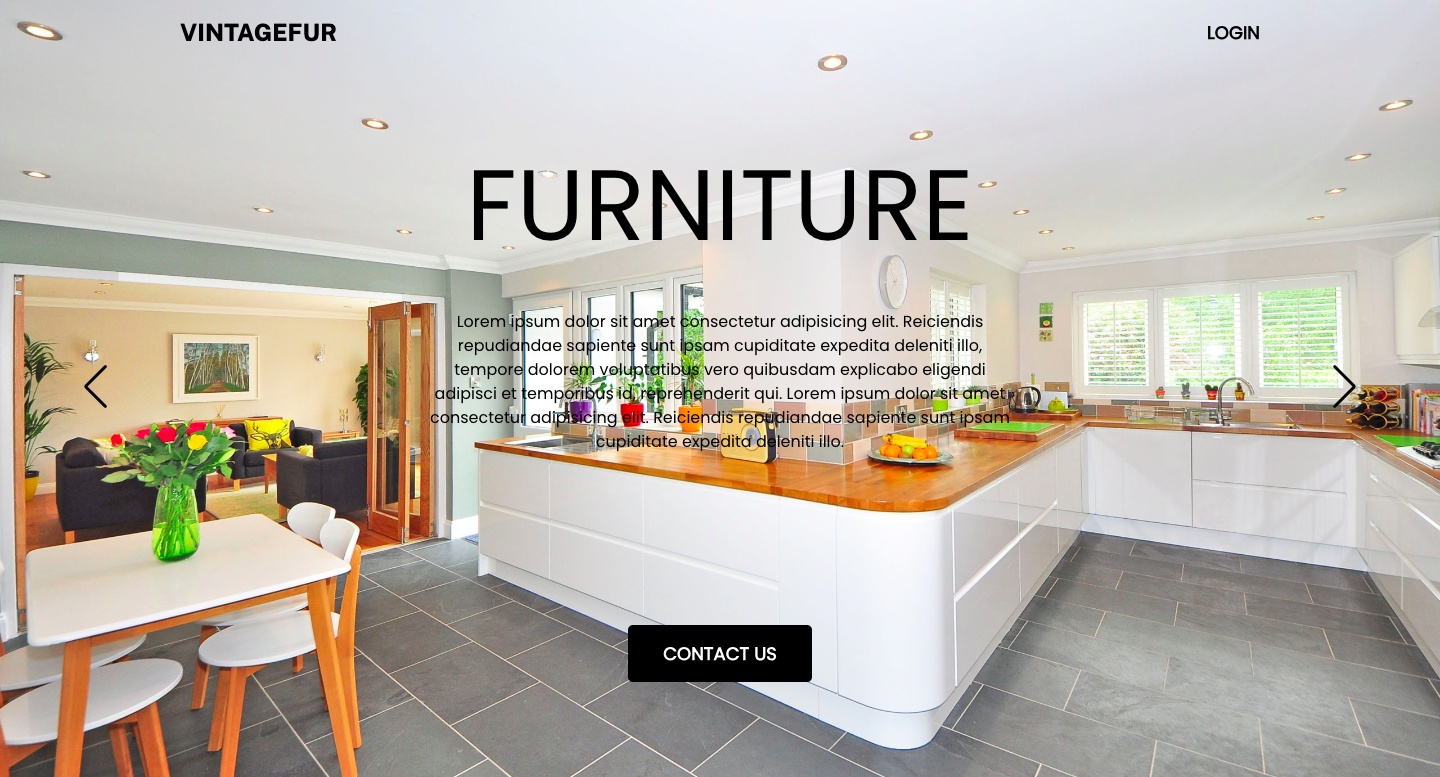 VINTAGEFUR
LOGIN
FURNITURE
Lorem ipsum dolor sit amet consectetur adipisicing elit. Reiciendis
repudiandae sapiente sunt ipsam cupiditate expedita deleniti illo,
tempore dolorem voluptatibus vero quibusdam explicabo eligendi
adipisci et temporibus id, reprehenderit qui. Lorem ipsum dolor sit amet
consectetur adipisicing elit. Reiciendis repudiandae sapiente sunt ipsam
cupiditate expedita deleniti illo.
CONTACT US